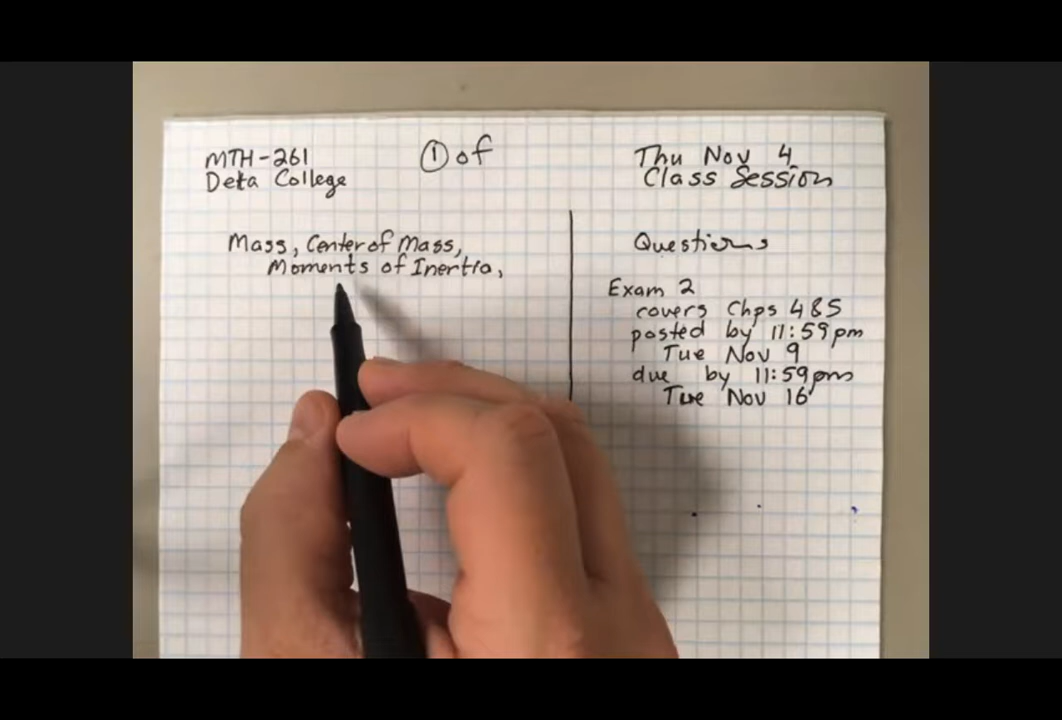 MTH-261
Delta College
① of
Thu Nov 4
Class Session
Mass, Center of Mass,
Moments of Inertia,
Questions
Exam 2
covers Chps 4&5
posted by 11:59pm
Tue Nov 9
due by 11:59pm
Tue Nov 16